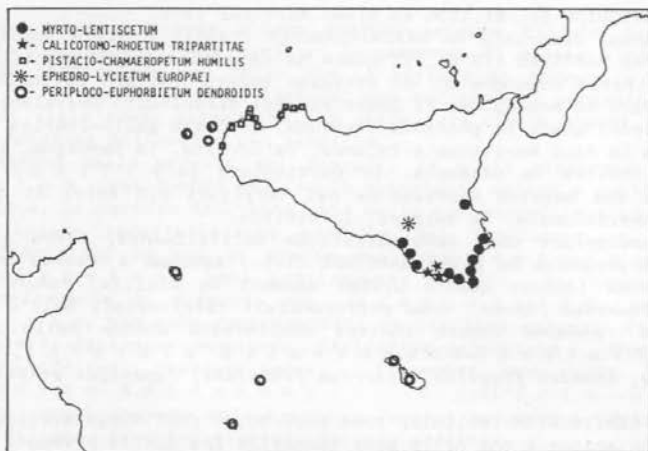 ● - MYRTO-LENTISCETUM
★ - CALICOTOMO-RHOETUM TRIPARTITAE
□ - PISTACIO-CHAMAEROPETUM HUMILIS
✳ - EPHEDRO-LYCIETUM EUROPAEI
○ - PERIPLOCO-EUPHORBIETUM DENDROIDIS